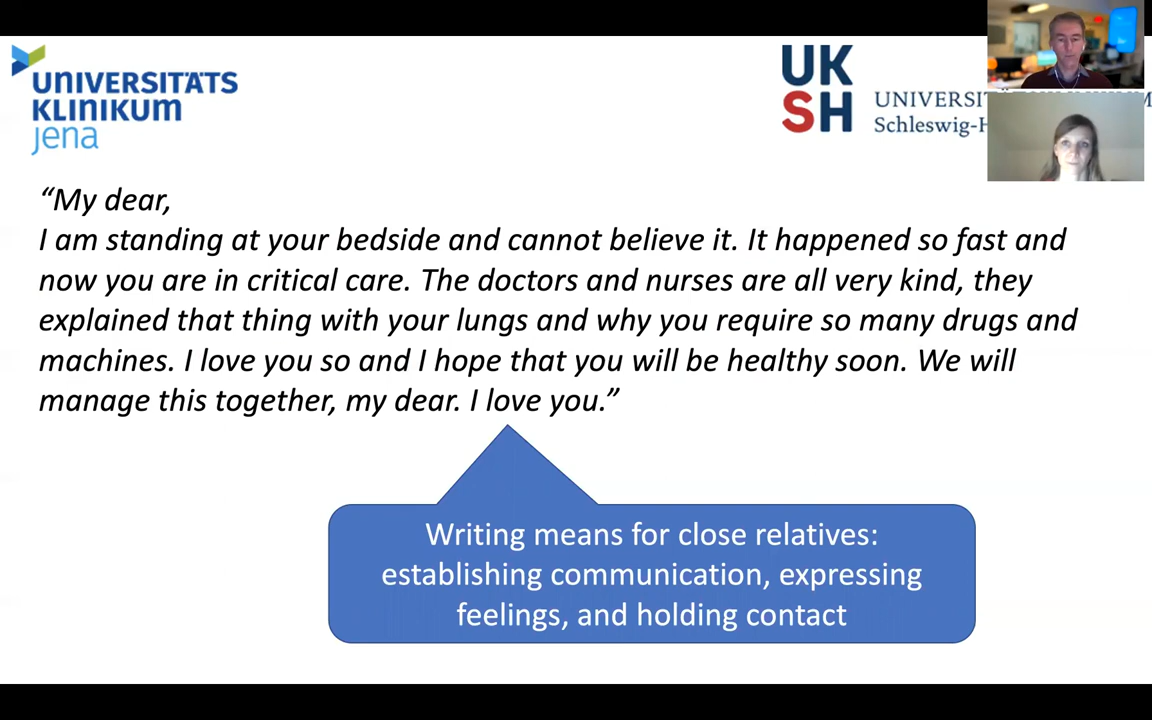 UNIVERSITÄTS
KLINIKUM
jena
UK
SH
Schleswig-H
“My dear,
I am standing at your bedside and cannot believe it. It happened so fast and
now you are in critical care. The doctors and nurses are all very kind, they
explained that thing with your lungs and why you require so many drugs and
machines. I love you so and I hope that you will be healthy soon. We will
manage this together, my dear. I love you.”
Writing means for close relatives:
establishing communication, expressing
feelings, and holding contact